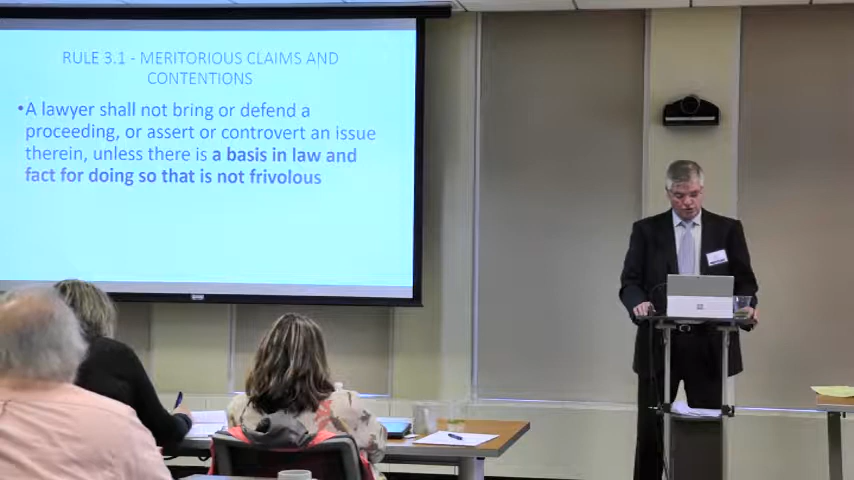 RULE 3.1 - MERITORIOUS CLAIMS AND
CONTENTIONS
•A lawyer shall not bring or defend a
proceeding, or assert or controvert an issue
therein, unless there is a basis in law and
fact for doing so that is not frivolous